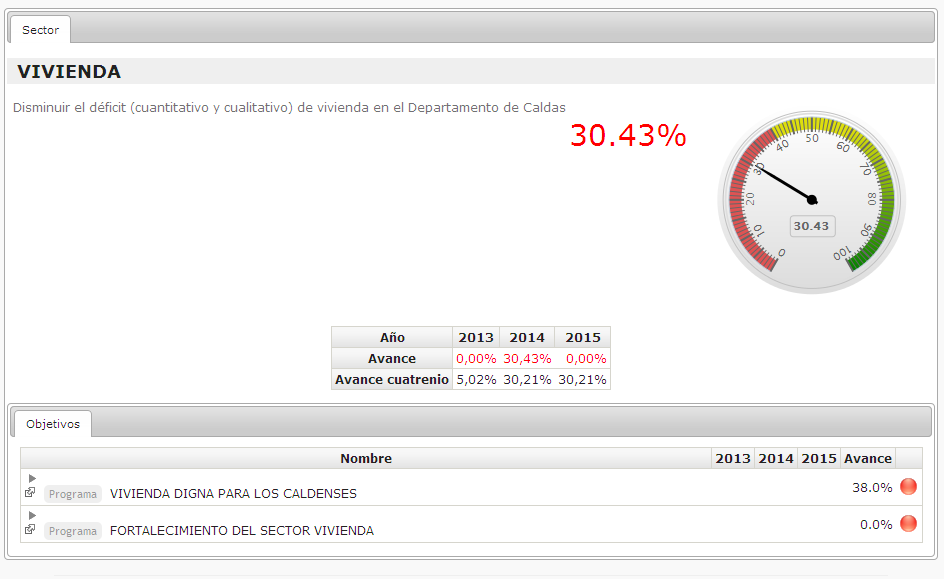 Sector
VIVIENDA
Disminuir el déficit (cuantitativo y cualitativo) de vivienda en el Departamento de Caldas
30.43%
0 10 20 30 40 50 60 70 80 90 100
30.43
Año 2013 2014 2015
Avance 0,00% 30,43% 0,00%
Avance cuatrenio 5,02% 30,21% 30,21%
Objetivos
Nombre 2013 2014 2015 Avance
Programa VIVIENDA DIGNA PARA LOS CALDENSES 38.0%
Programa FORTALECIMIENTO DEL SECTOR VIVIENDA 0.0%